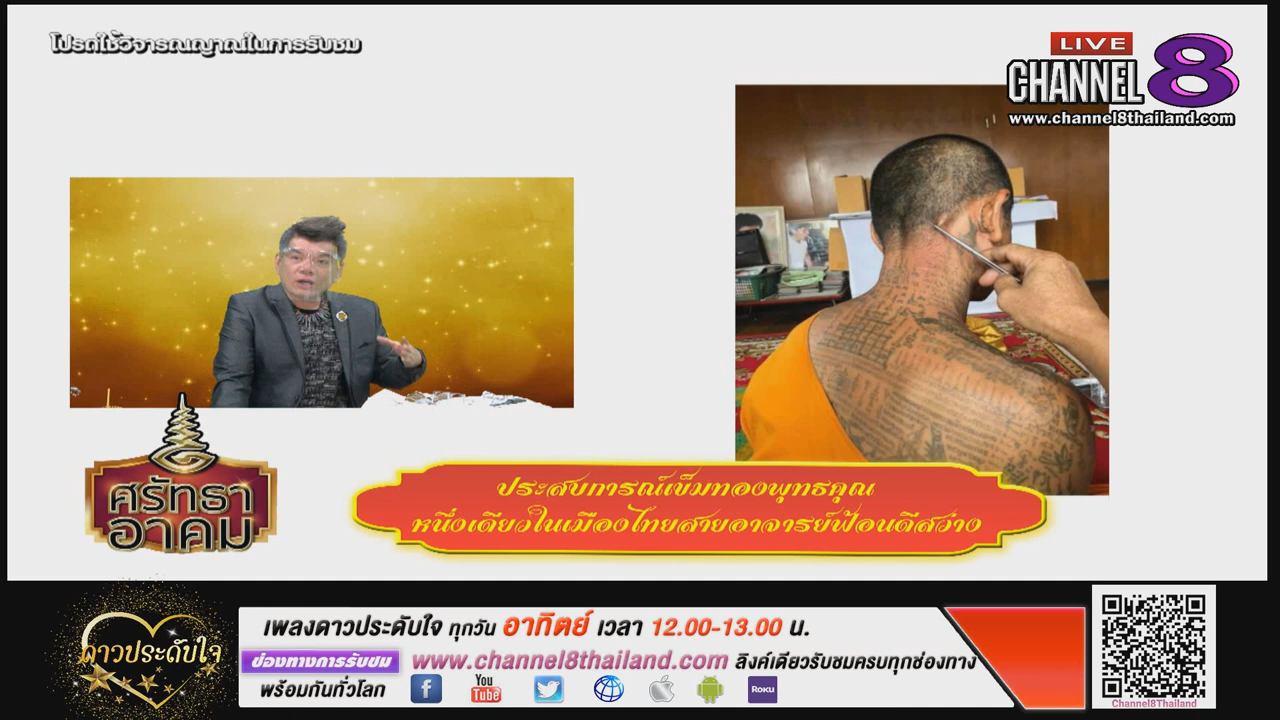 โปรดใช้วิจารณญาณในการรับชม
LIVE
CHANNEL 8
www.channel8thailand.com
ศรัทธา
อาคม
ประสบการณ์เข็มทองพุทธคุณ
หนึ่งเดียวในเมืองไทยสายอาจารย์ฟ้อนดีสว่าง
ดาวประดับใจ
เพลงดาวประดับใจ ทุกวัน อาทิตย์ เวลา 12.00-13.00 น.
ช่องทางการรับชม www.channel8thailand.com ลิงค์เดียวรับชมครบทุกช่องทาง
พร้อมกันทั่วโลก
You Tube
ROKU
Channel8Thailand